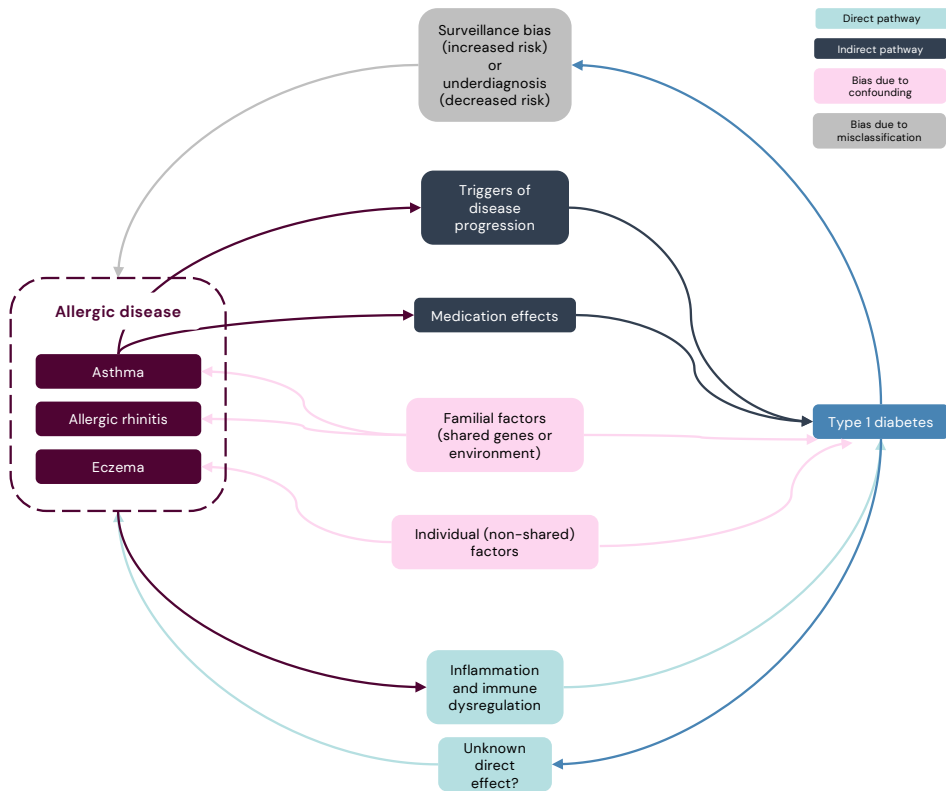 Surveillance bias
(increased risk)
or
underdiagnosis
(decreased risk)
Direct pathway
Indirect pathway
Bias due to
confounding
Bias due to
misclassification
Triggers of
disease
progression
Allergic disease
Medication effects
Asthma
Allergic rhinitis
Eczema
Familial factors
(shared genes or
environment)
Type 1 diabetes
Individual (non-shared)
factors
Inflammation
and immune
dysregulation
Unknown
direct
effect?